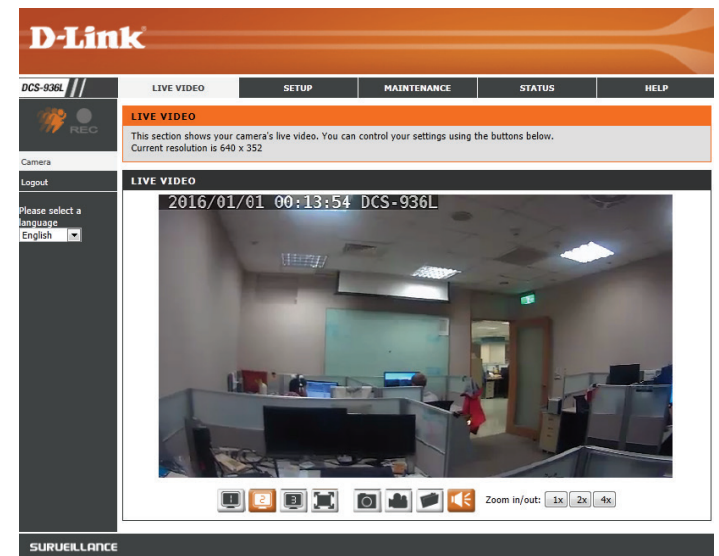 D-Link
DCS-936L
LIVE VIDEO
SETUP
MAINTENANCE
STATUS
HELP
REC
Camera
Logout
Please select a
language
English
LIVE VIDEO
This section shows your camera's live video. You can control your settings using the buttons below.
Current resolution is 640 x 352
LIVE VIDEO
2016/01/01 00:13:54 DCS-936L
1
2
3
Zoom in/out: 1x 2x 4x
SURVEILLANCE